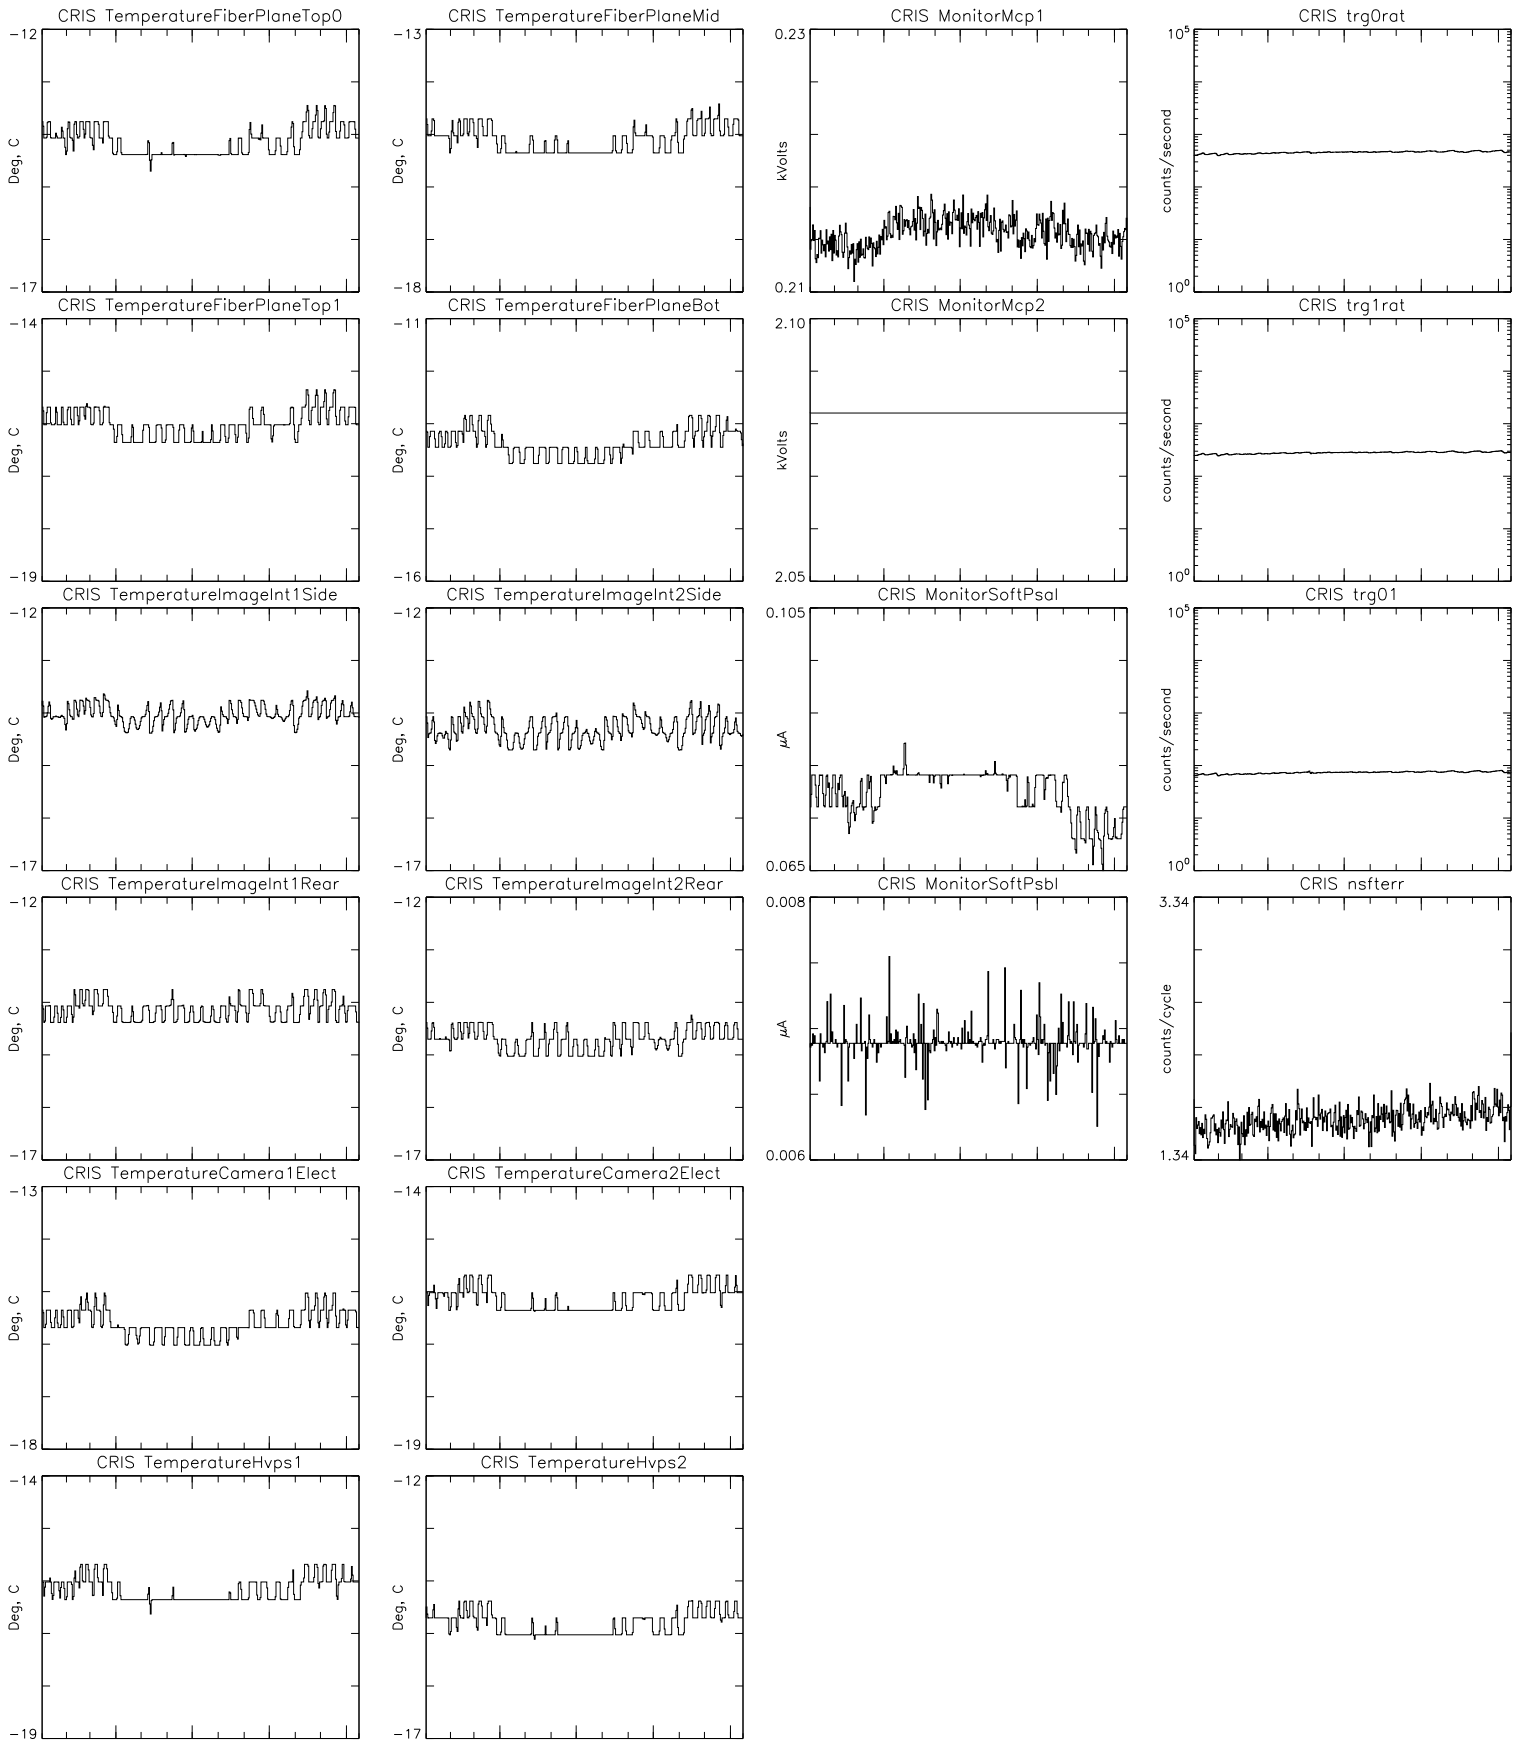 CRIS TemperatureFiberPlaneTop0
-12
Deg, C
-17
CRIS TemperatureFiberPlaneMid
-13
Deg, C
-18
CRIS MonitorMcp1
0.23
kVolts
0.21
CRIS trg0rat
10⁵
counts/second
10⁰
CRIS TemperatureFiberPlaneTop1
-14
Deg, C
-19
CRIS TemperatureFiberPlaneBot
-11
Deg, C
-16
CRIS MonitorMcp2
2.10
kVolts
2.05
CRIS trg1rat
10⁵
counts/second
10⁰
CRIS TemperatureImageInt1Side
-12
Deg, C
-17
CRIS TemperatureImageInt2Side
-12
Deg, C
-17
CRIS MonitorSoftPsaI
0.105
μA
0.065
CRIS trg01
10⁵
counts/second
10⁰
CRIS TemperatureImageInt1Rear
-12
Deg, C
-17
CRIS TemperatureImageInt2Rear
-12
Deg, C
-17
CRIS MonitorSoftPsbI
0.008
μA
0.006
CRIS nsfterr
3.34
counts/cycle
1.34
CRIS TemperatureCamera1Elect
-13
Deg, C
-18
CRIS TemperatureCamera2Elect
-14
Deg, C
-19
CRIS TemperatureHvps1
-14
Deg, C
-19
CRIS TemperatureHvps2
-12
Deg, C
-17